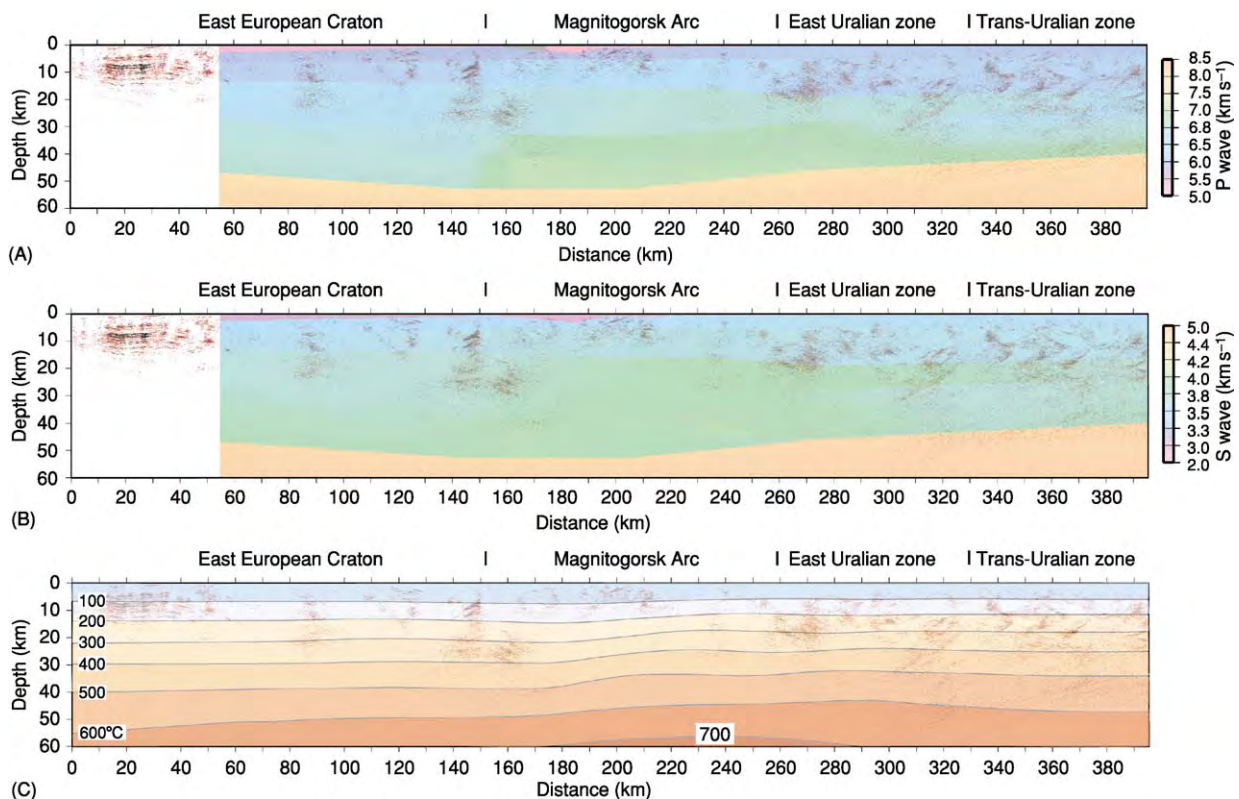 East European Craton | Magnitogorsk Arc | East Uralian zone | Trans-Uralian zone
0
10
20
30
40
50
60
Depth (km)
0 20 40 60 80 100 120 140 160 180 200 220 240 260 280 300 320 340 360 380
Distance (km)
(A)
8.5
8.0
7.5
7.0
6.8
6.0
5.5
5.0
P wave (km s⁻¹)
East European Craton | Magnitogorsk Arc | East Uralian zone | Trans-Uralian zone
0
10
20
30
40
50
60
Depth (km)
0 20 40 60 80 100 120 140 160 180 200 220 240 260 280 300 320 340 360 380
Distance (km)
(B)
5.0
4.4
4.2
4.0
3.8
3.3
3.0
2.0
S wave (km s⁻¹)
East European Craton | Magnitogorsk Arc | East Uralian zone | Trans-Uralian zone
0
10
20
30
40
50
60
Depth (km)
100
200
300
400
500
600ºC
700
0 20 40 60 80 100 120 140 160 180 200 220 240 260 280 300 320 340 360 380
Distance (km)
(C)